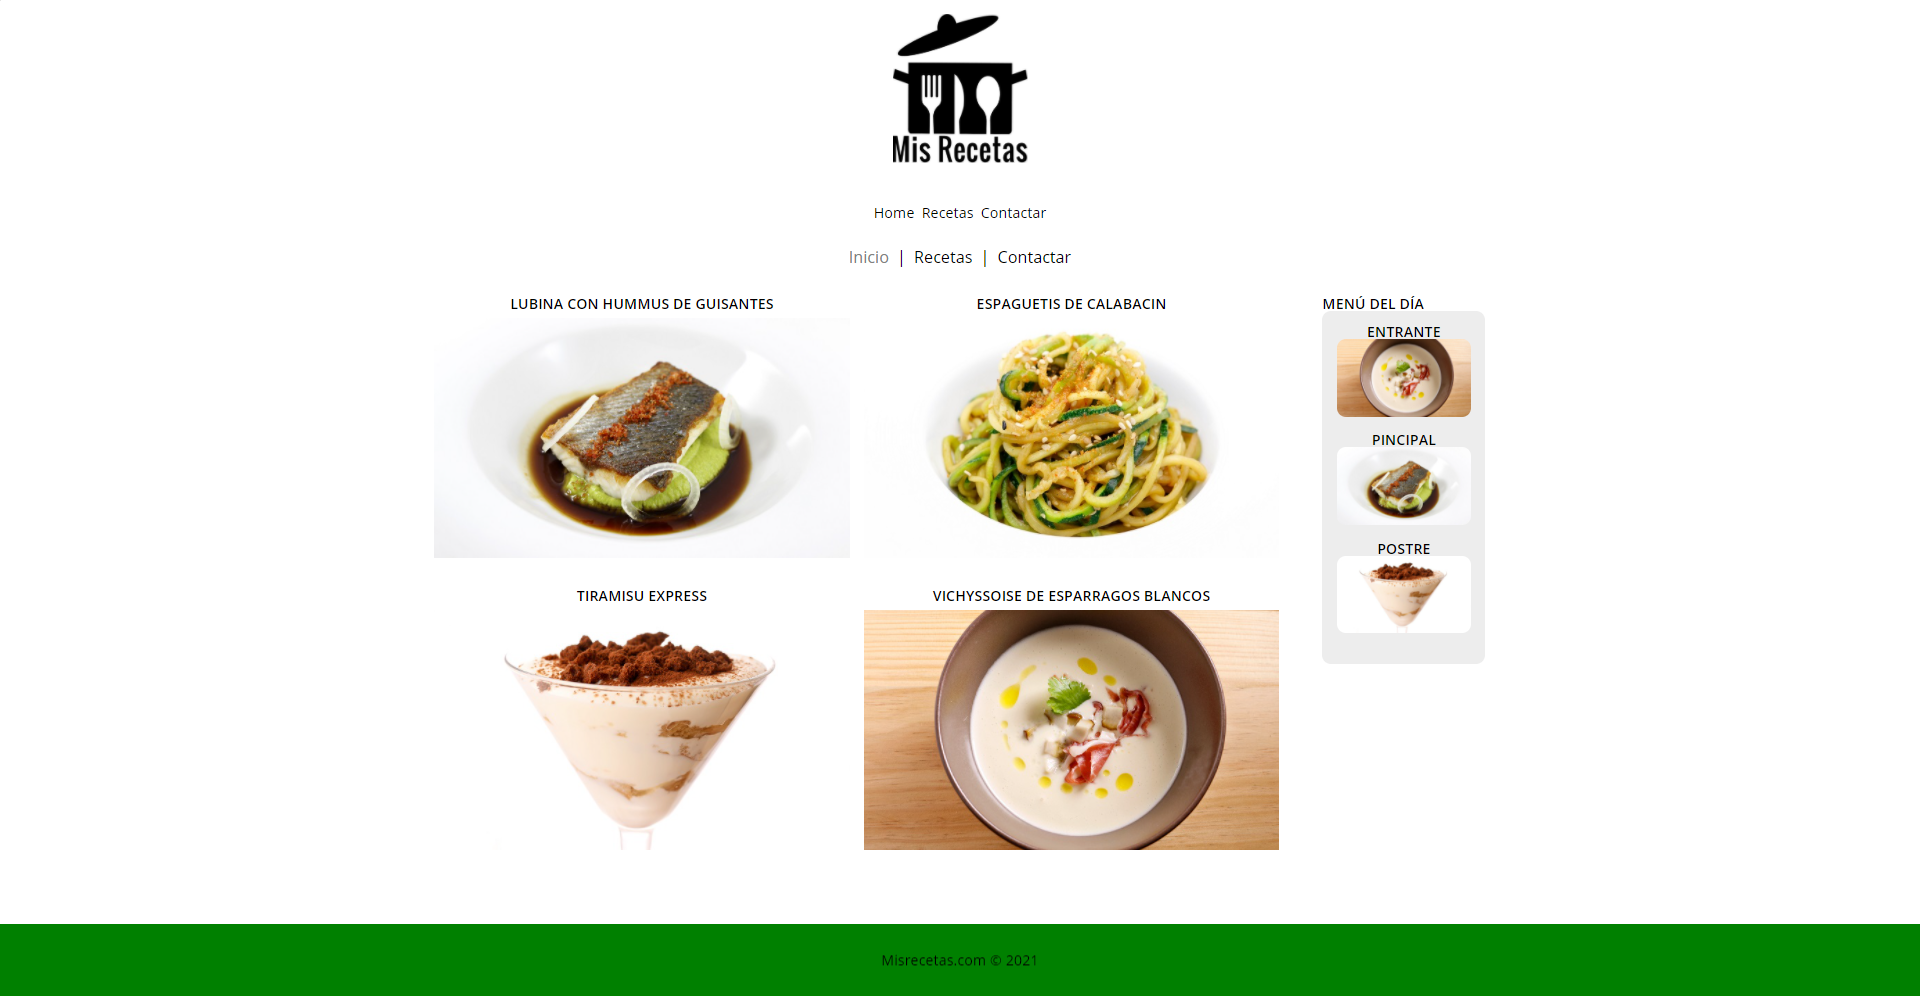 Mis Recetas
Home Recetas Contactar
Inicio | Recetas | Contactar
LUBINA CON HUMMUS DE GUISANTES
ESPAGUETIS DE CALABACIN
TIRAMISU EXPRESS
VICHYSSOISE DE ESPARRAGOS BLANCOS
MENÚ DEL DÍA
ENTRANTE
PINCIPAL
POSTRE
Misrecetas.com © 2021